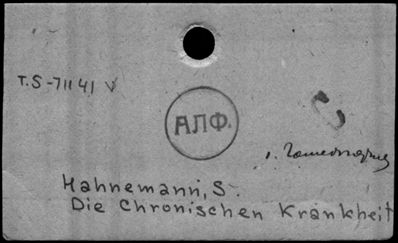 T.S-71141 V
АЛФ.
1. Гомеопатия
Hahnemann, S.
Die Chronischen Krankheit